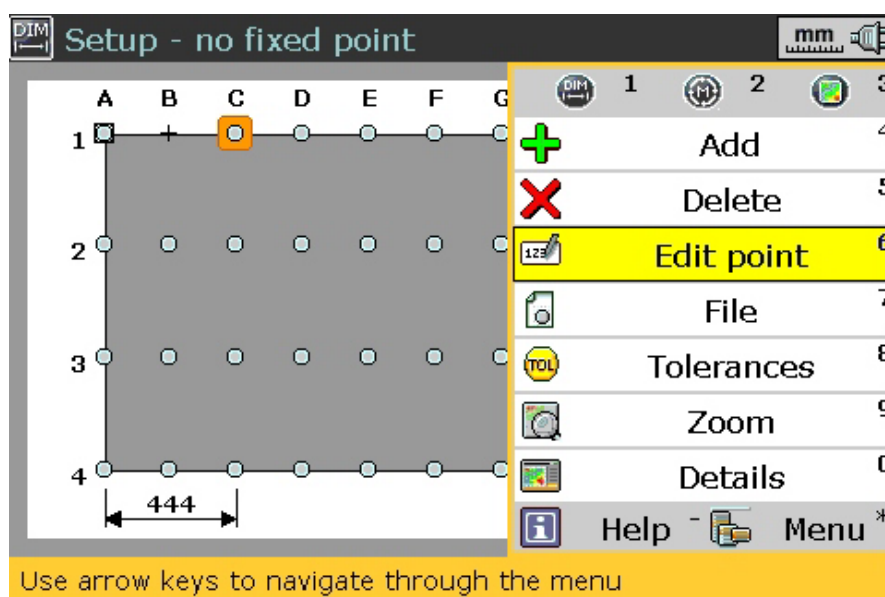 DIM Setup - no fixed point mm
A B C D E F G
1
2
3
4
444
DIM 1 M 2 3
Add 4
Delete 5
123 Edit point 6
File 7
TOL Tolerances 8
Zoom 9
Details 0
i Help - Menu *
Use arrow keys to navigate through the menu